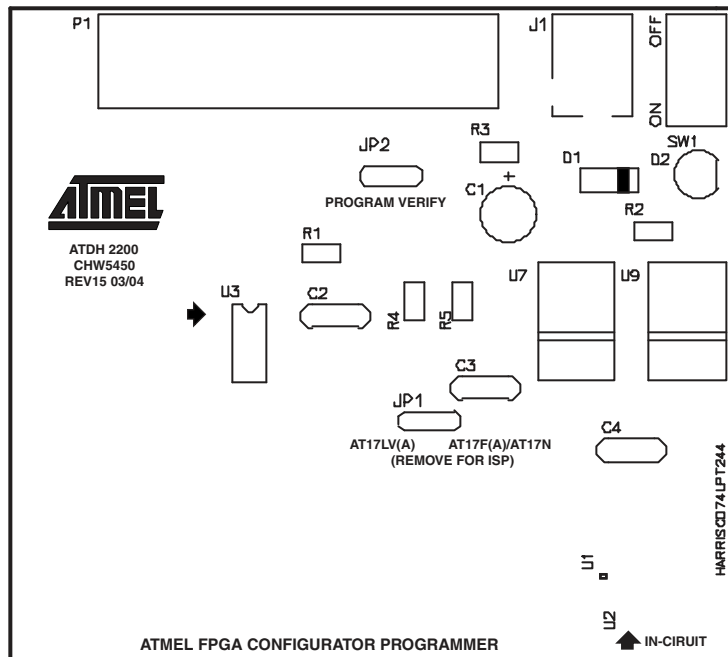 P1
J1
OFF
ON
SW1
R3
JP2
PROGRAM VERIFY
D1
D2
+
C1
ATMEL
ATDH 2200
CHW5450
REV15 03/04
R2
R1
U3
C2
R4
R5
U7
U9
C3
JP1
AT17LV(A) AT17F(A)/AT17N
(REMOVE FOR ISP)
C4
HARRISCD74LPT244
U1
U2
IN-CIRUIT
ATMEL FPGA CONFIGURATOR PROGRAMMER